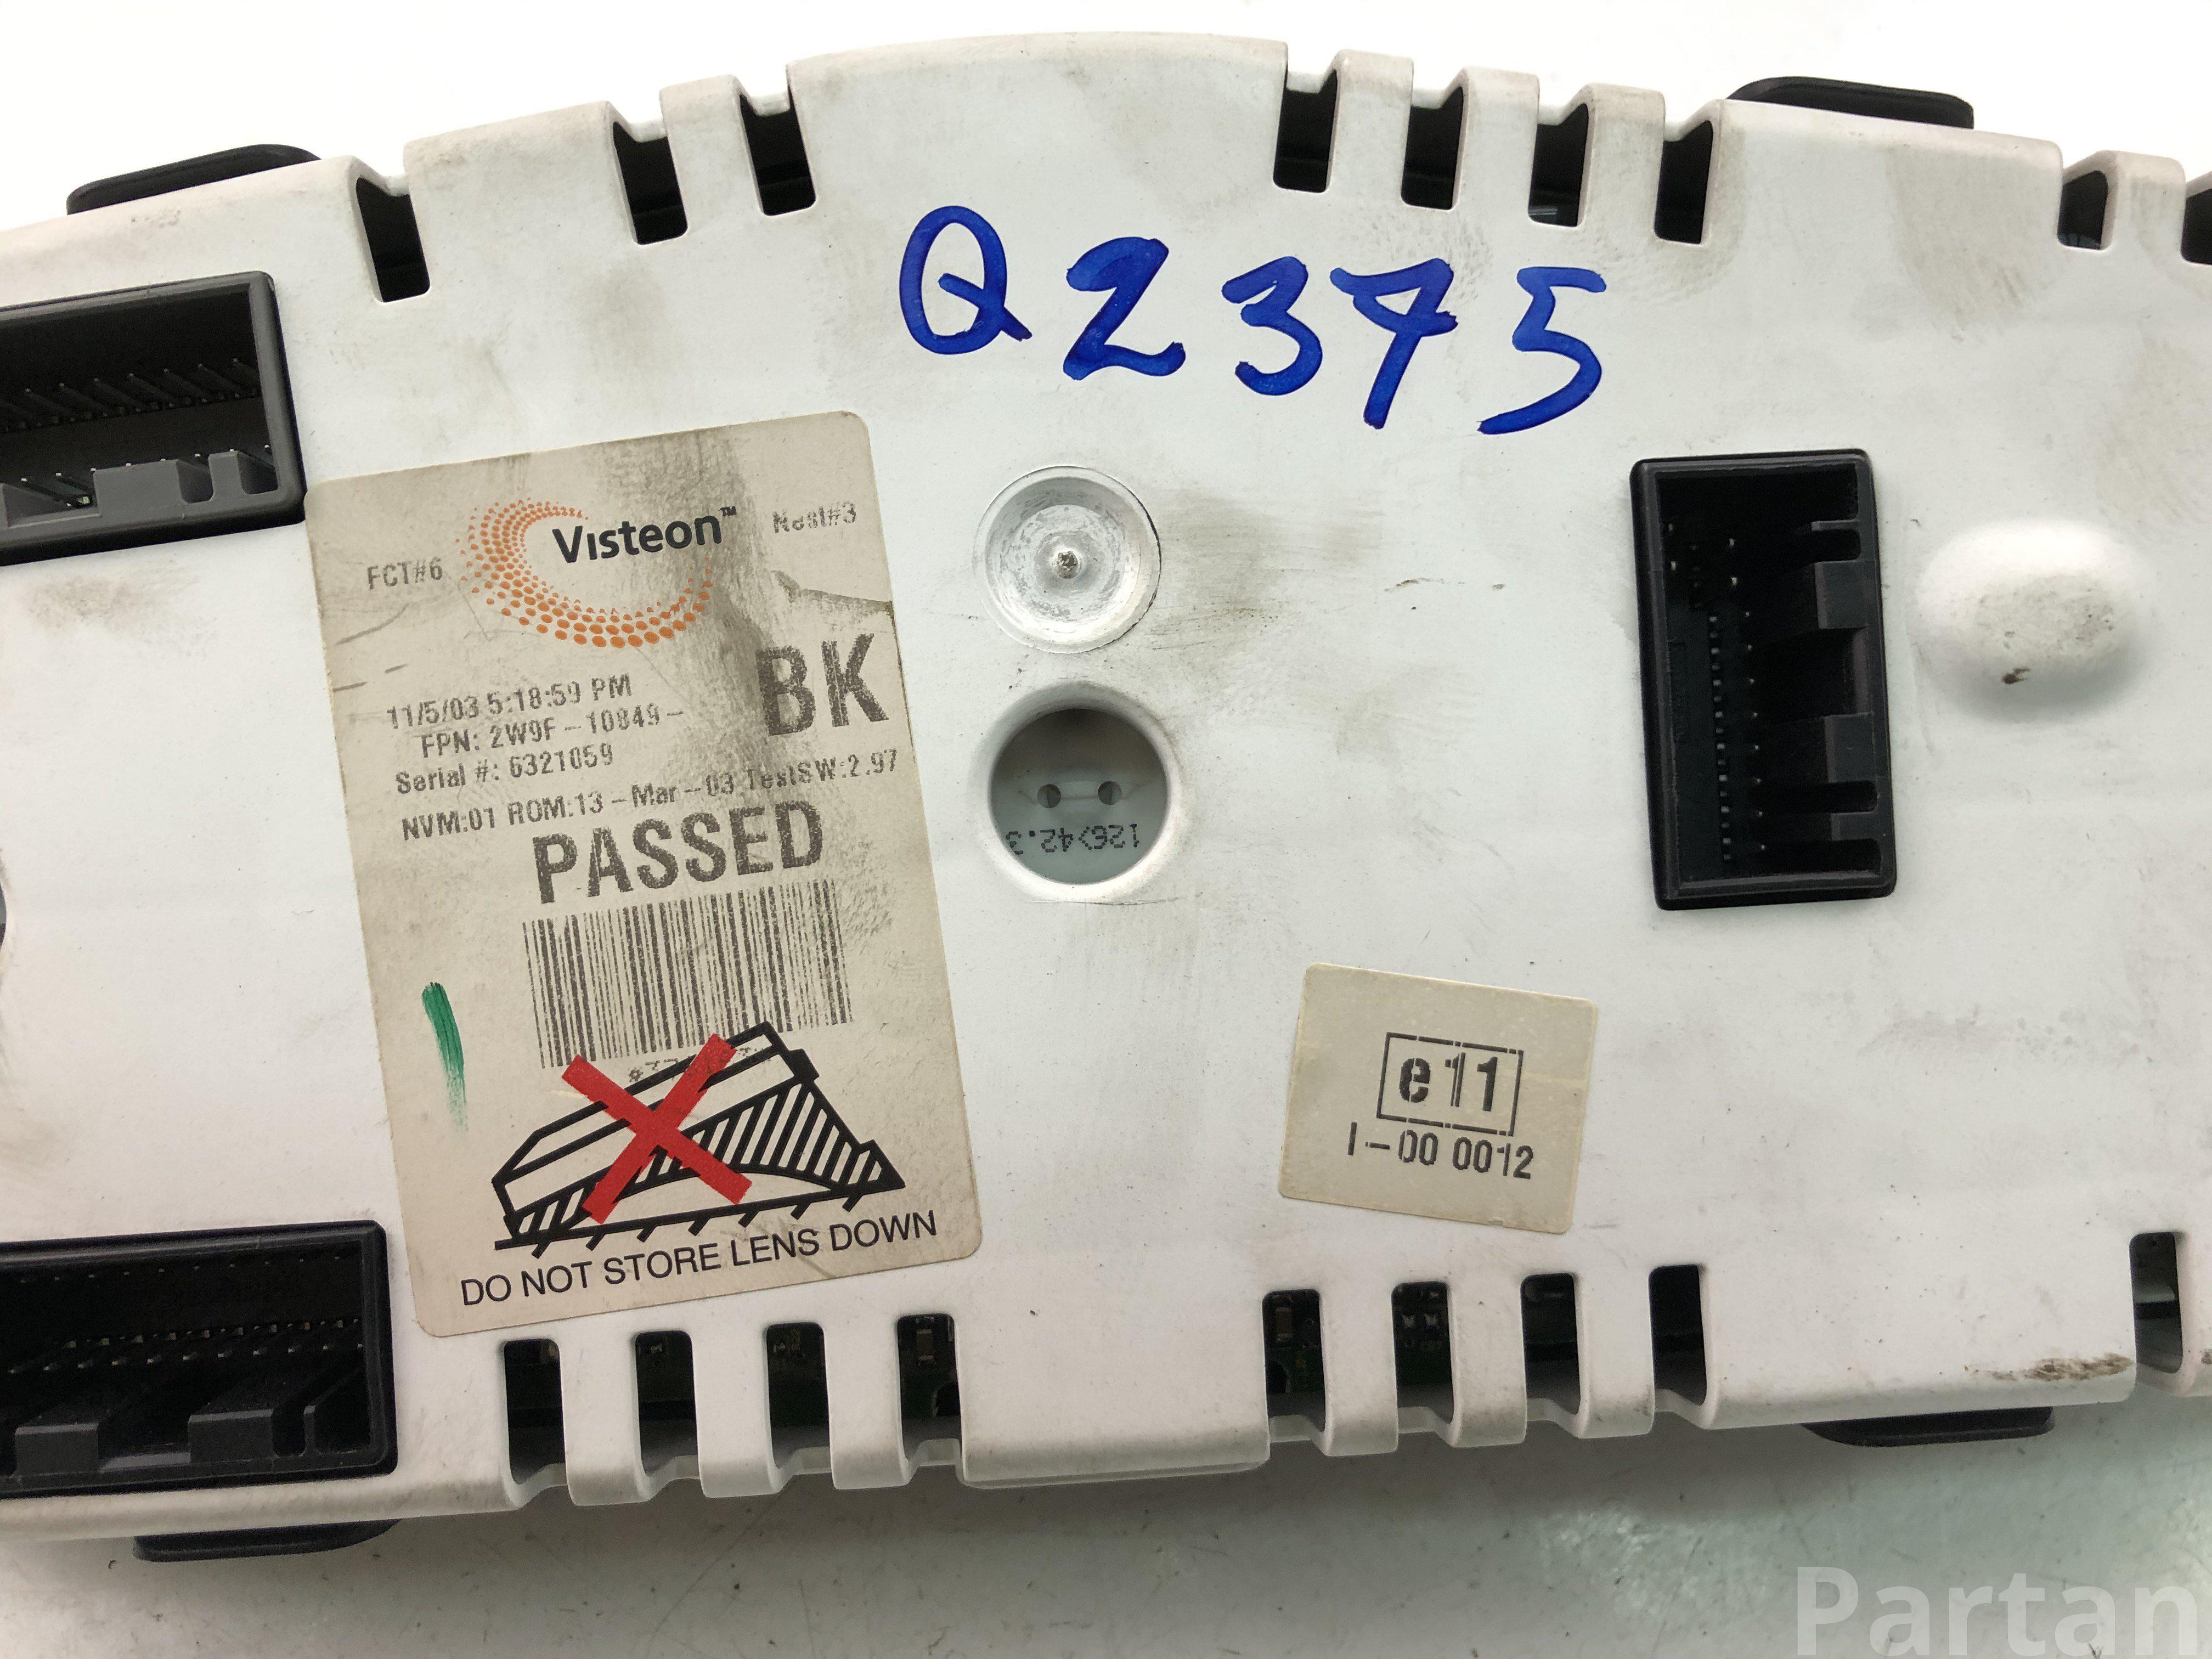 Q2375
Visteon™
Nest#3
FCT#6
BK
11/5/03 5:18:59 PM
FPN: 2W9F-10849-
Serial #: 6321059
NVM:01 ROM:13-Mar-03 TestSW:2.97
PASSED
DO NOT STORE LENS DOWN
126>42.3
e11
I-00 0012
Partan